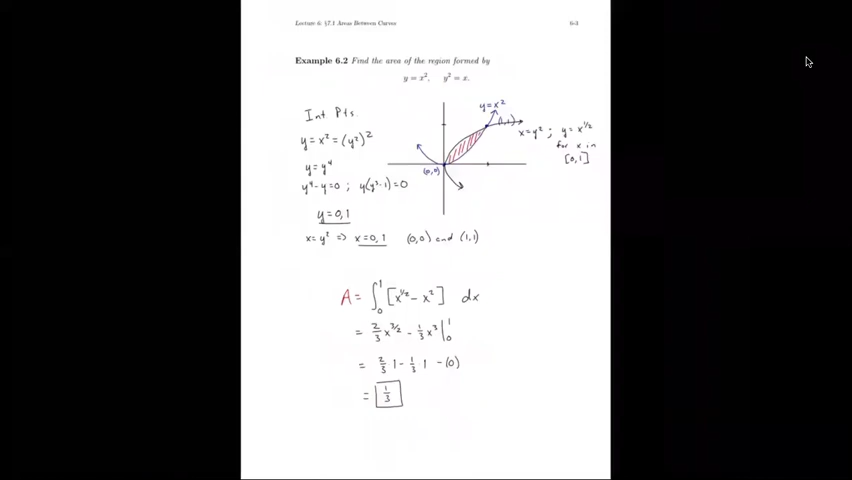 Lecture 6: §7.1 Areas Between Curves 6-3
Example 6.2 Find the area of the region formed by
y = x², y² = x.
Int Pts.
y = x² = (y²)²
y = y⁴
y⁴ - y = 0 ; y(y³-1) = 0
y = 0, 1
x = y² => x = 0, 1 (0,0) and (1,1)
y = x²
(1,1)
x = y² ; y = x^{1/2}
for x in
[0,1]
(0,0)
A = ∫₀¹ [x^{1/2} - x²] dx
= 2/3 x^{3/2} - 1/3 x³ |₀¹
= 2/3 1 - 1/3 1 - (0)
= 1/3